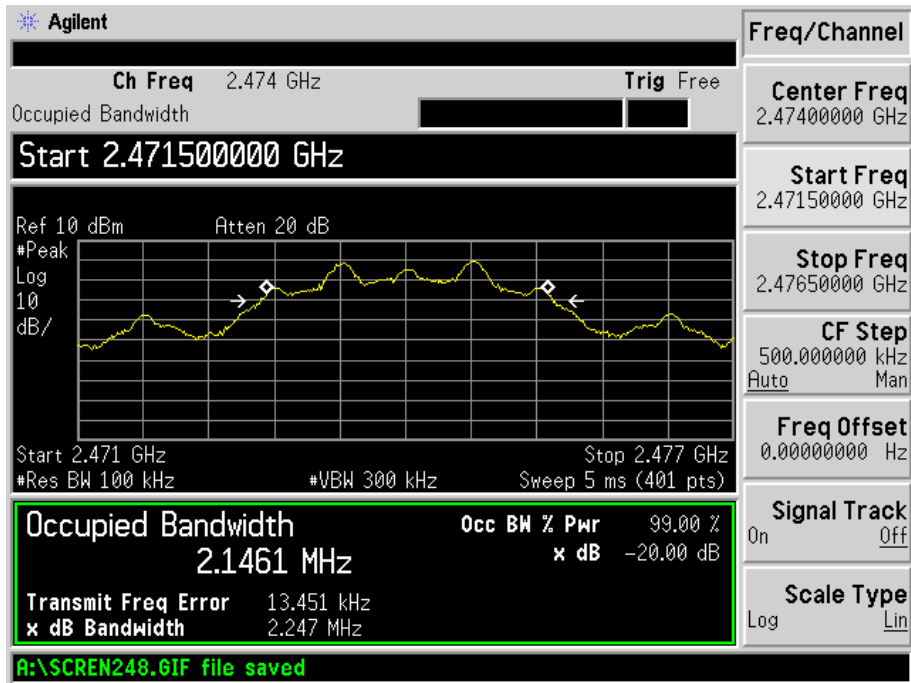 Agilent
Freq/Channel
Ch Freq 2.474 GHz Trig Free
Occupied Bandwidth
Start 2.471500000 GHz
Ref 10 dBm Atten 20 dB
#Peak
Log
10
dB/
Start 2.471 GHz Stop 2.477 GHz
#Res BW 100 kHz #VBW 300 kHz Sweep 5 ms (401 pts)
Occupied Bandwidth
2.1461 MHz
Occ BW % Pwr 99.00 %
x dB -20.00 dB
Transmit Freq Error 13.451 kHz
x dB Bandwidth 2.247 MHz
A:\SCREN248.GIF file saved
Center Freq
2.47400000 GHz
Start Freq
2.47150000 GHz
Stop Freq
2.47650000 GHz
CF Step
500.000000 kHz
Auto Man
Freq Offset
0.00000000 Hz
Signal Track
On Off
Scale Type
Log Lin